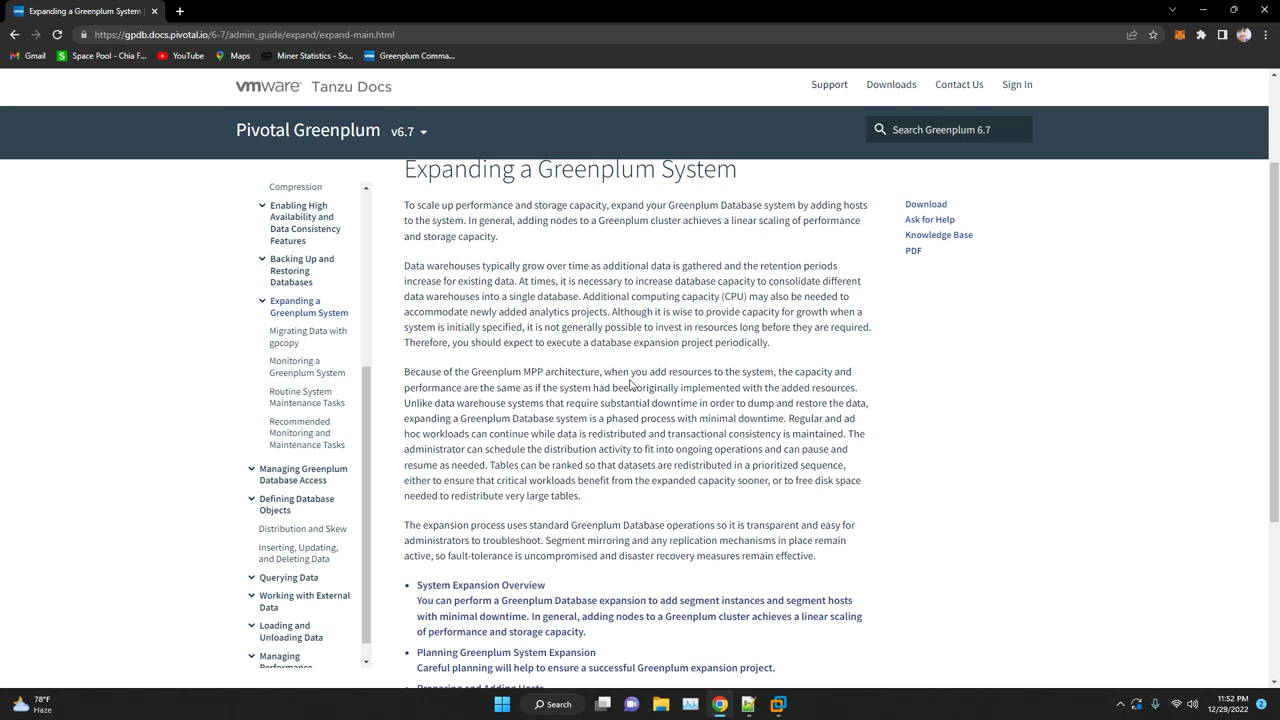 Expanding a Greenplum System
https://gpdb.docs.pivotal.io/6-7/admin_guide/expand/expand-main.html
Gmail
Space Pool - Chia F...
YouTube
Maps
Miner Statistics - So...
Greenplum Comma...
vmware Tanzu Docs
Support
Downloads
Contact Us
Sign In
Pivotal Greenplum v6.7
Search Greenplum 6.7
Compression
Enabling High
Availability and
Data Consistency
Features
Backing Up and
Restoring
Databases
Expanding a
Greenplum System
Migrating Data with
gpcopy
Monitoring a
Greenplum System
Routine System
Maintenance Tasks
Recommended
Monitoring and
Maintenance Tasks
Managing Greenplum
Database Access
Defining Database
Objects
Distribution and Skew
Inserting, Updating,
and Deleting Data
Querying Data
Working with External
Data
Loading and
Unloading Data
Managing
Performance
Expanding a Greenplum System
To scale up performance and storage capacity, expand your Greenplum Database system by adding hosts
to the system. In general, adding nodes to a Greenplum cluster achieves a linear scaling of performance
and storage capacity.
Data warehouses typically grow over time as additional data is gathered and the retention periods
increase for existing data. At times, it is necessary to increase database capacity to consolidate different
data warehouses into a single database. Additional computing capacity (CPU) may also be needed to
accommodate newly added analytics projects. Although it is wise to provide capacity for growth when a
system is initially specified, it is not generally possible to invest in resources long before they are required.
Therefore, you should expect to execute a database expansion project periodically.
Because of the Greenplum MPP architecture, when you add resources to the system, the capacity and
performance are the same as if the system had been originally implemented with the added resources.
Unlike data warehouse systems that require substantial downtime in order to dump and restore the data,
expanding a Greenplum Database system is a phased process with minimal downtime. Regular and ad
hoc workloads can continue while data is redistributed and transactional consistency is maintained. The
administrator can schedule the distribution activity to fit into ongoing operations and can pause and
resume as needed. Tables can be ranked so that datasets are redistributed in a prioritized sequence,
either to ensure that critical workloads benefit from the expanded capacity sooner, or to free disk space
needed to redistribute very large tables.
The expansion process uses standard Greenplum Database operations so it is transparent and easy for
administrators to troubleshoot. Segment mirroring and any replication mechanisms in place remain
active, so fault-tolerance is uncompromised and disaster recovery measures remain effective.
• System Expansion Overview
You can perform a Greenplum Database expansion to add segment instances and segment hosts
with minimal downtime. In general, adding nodes to a Greenplum cluster achieves a linear scaling
of performance and storage capacity.
• Planning Greenplum System Expansion
Careful planning will help to ensure a successful Greenplum expansion project.
• Preparing and Adding Hosts
Download
Ask for Help
Knowledge Base
PDF
78°F
Haze
Search
11:52 PM
12/29/2022
2